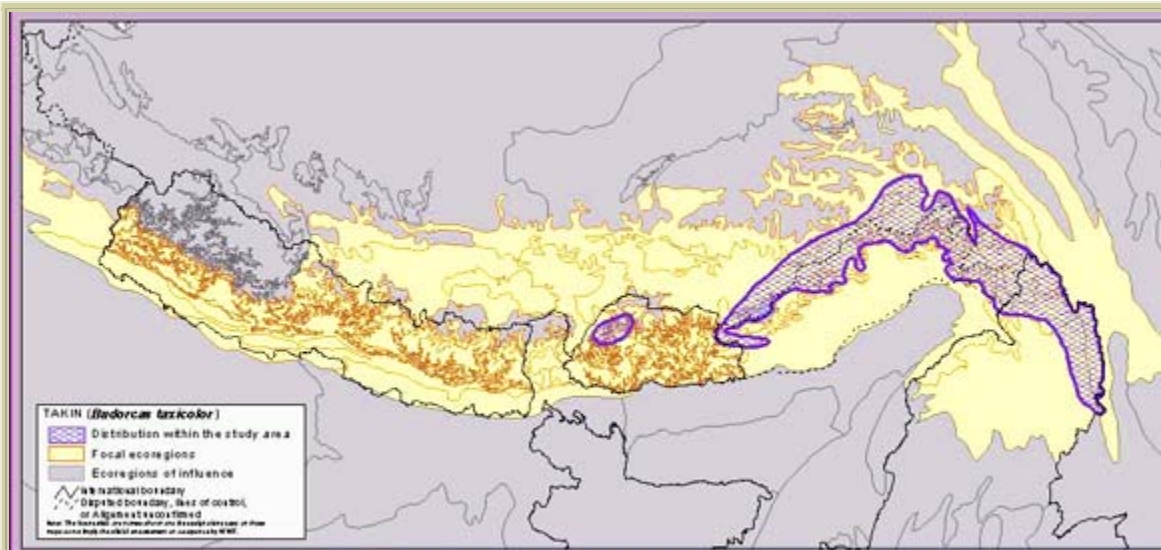 TAKIN (Budorcas taxicolor)
Distribution within the study area
Focal ecoregions
Ecoregions of influence
International boundary
Disputed boundary, lines of control,
or Alignment unconfirmed